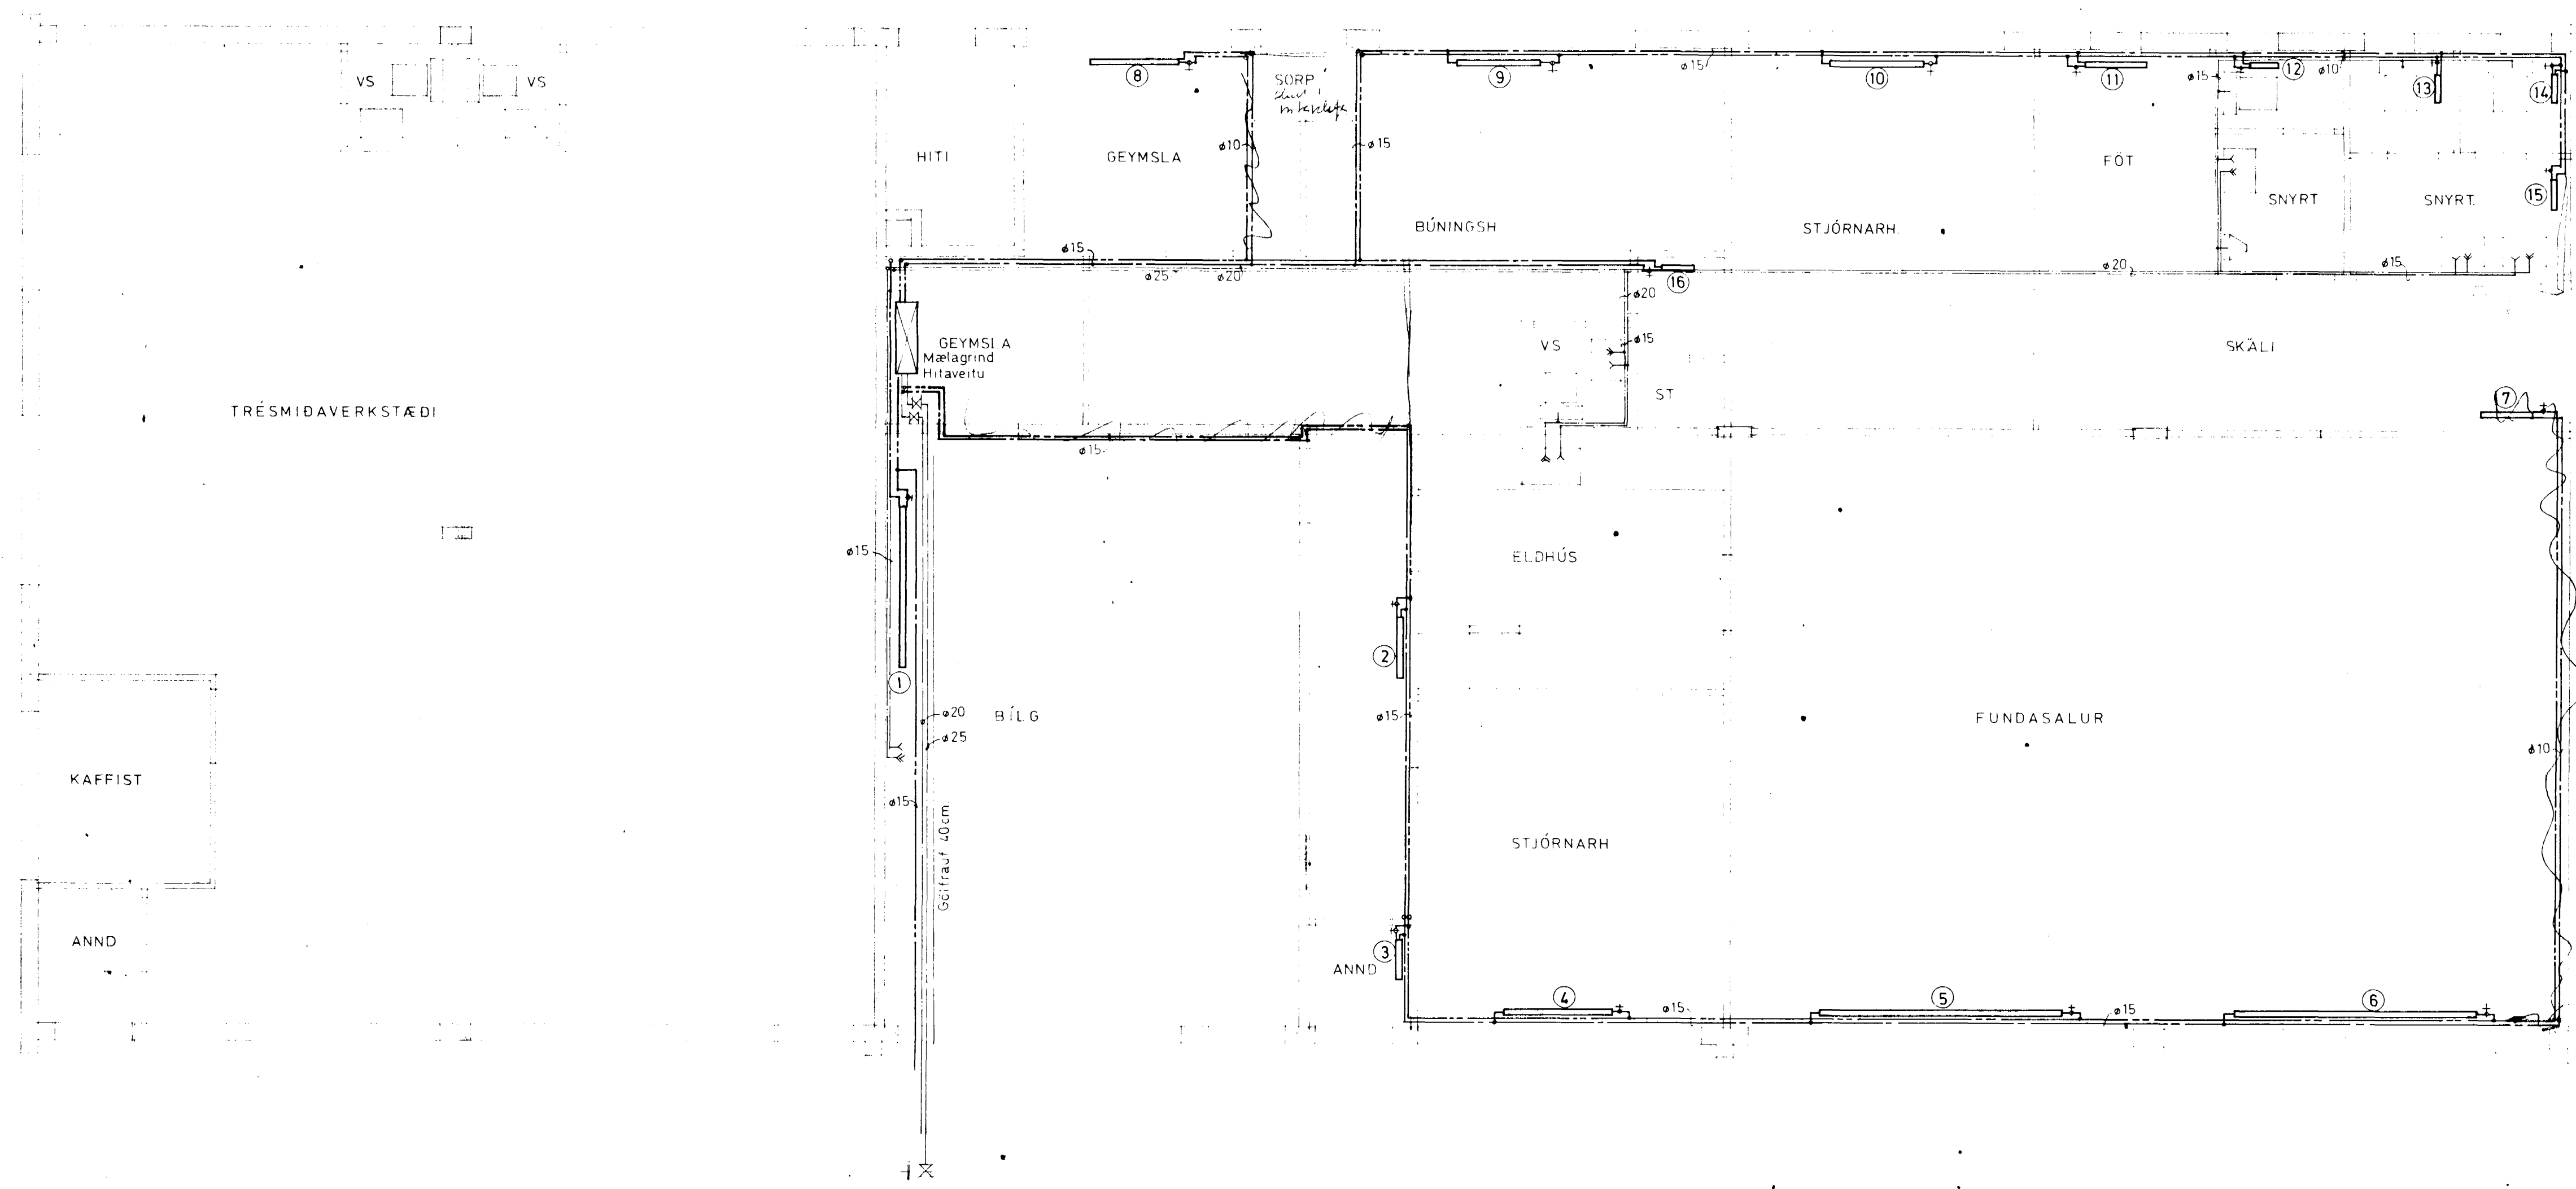 VS
VS
8
SORP
9
ø15
10
11
ø15
12
ø10
13
14
HITI
GEYMSLA
ø10
ø15
FÖT
SNYRT
SNYRT.
15
BÚNINGSH
STJÓRNARH.
ø15
ø25
ø20
16
ø20
ø15
ø20
GEYMSLA
Mælagrind
Hitaveitu
VS
ø15
SKÁLI
ST
7
TRÉSMIÐAVERKSTÆÐI
ø15
ø15
ELDHÚS
2
1
ø20
BÍLG
ø15
FUNDASALUR
ø25
ø10
KAFFIST
ø15
Gólfrauf 40cm
STJÓRNARH
ANND
3
ANND
4
ø15
5
ø15
6